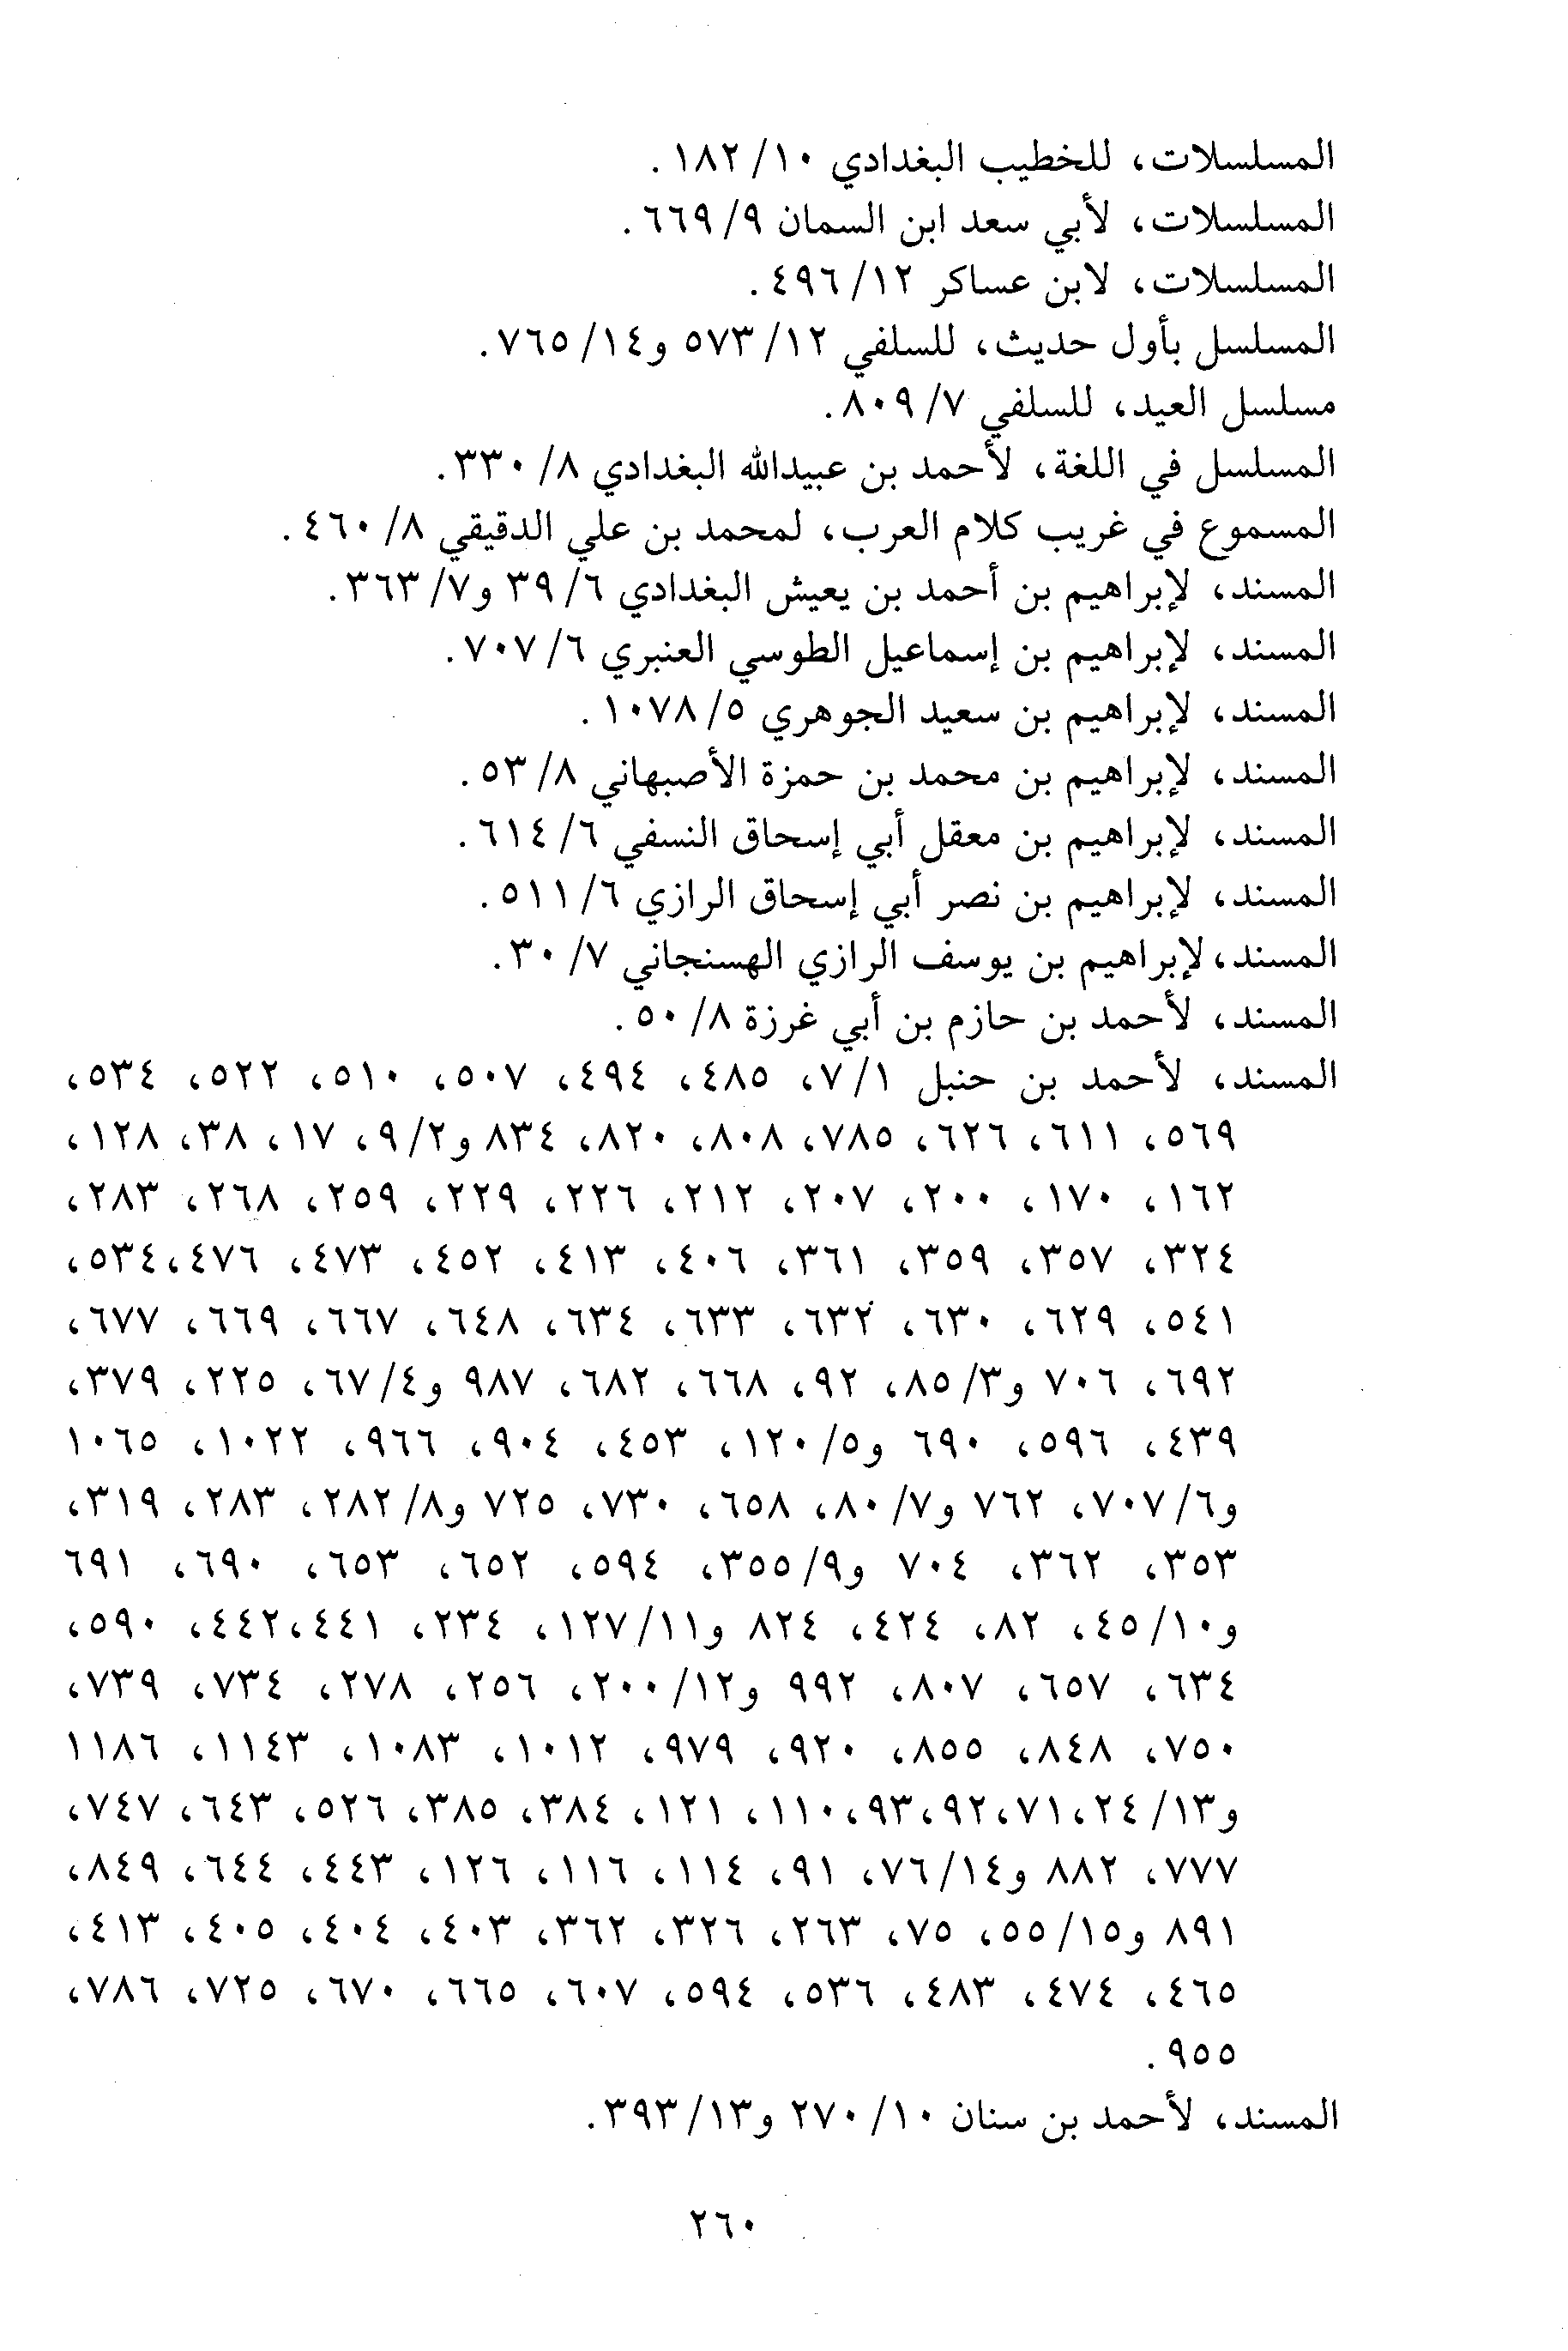 المسلسلات، للخطيب البغدادي ١٠/ ١٨٢.
المسلسلات، لأبي سعد ابن السمان ٩/ ٦٦٩.
المسلسلات، لابن عساكر ١٢/ ٤٩٦.
المسلسل بأول حديث، للسلفي ١٢/ ٥٧٣ و١٤/ ٧٦٥.
مسلسل العيد، للسلفي ٧/ ٨٠٩.
المسلسل في اللغة، لأحمد بن عبيدالله البغدادي ٨/ ٣٣٠.
المسموع في غريب كلام العرب، لمحمد بن علي الدقيقي ٨/ ٤٦٠.
المسند، لإبراهيم بن أحمد بن يعيش البغدادي ٦/ ٣٩ و٧/ ٣٦٣.
المسند، لإبراهيم بن إسماعيل الطوسي العنبري ٦/ ٧٠٧.
المسند، لإبراهيم بن سعيد الجوهري ٥/ ١٠٧٨.
المسند، لإبراهيم بن محمد بن حمزة الأصبهاني ٨/ ٥٣.
المسند، لإبراهيم بن معقل أبي إسحاق النسفي ٦/ ٦١٤.
المسند، لإبراهيم بن نصر أبي إسحاق الرازي ٦/ ٥١١.
المسند، لإبراهيم بن يوسف الرازي الهسنجاني ٧/ ٣٠.
المسند، لأحمد بن حازم بن أبي غرزة ٨/ ٥٠.
المسند، لأحمد بن حنبل ١/ ٧، ٤٨٥، ٤٩٤، ٥٠٧، ٥١٠، ٥٢٢، ٥٣٤،
٥٦٩، ٦١١، ٦٢٦، ٧٨٥، ٨٠٨، ٨٢٠، ٨٣٤ و٢/ ٩، ١٧، ٣٨، ١٢٨،
١٦٢، ١٧٠، ٢٠٠، ٢٠٧، ٢١٢، ٢٢٦، ٢٢٩، ٢٥٩، ٢٦٨، ٢٨٣،
٣٢٤، ٣٥٧، ٣٥٩، ٣٦١، ٤٠٦، ٤١٣، ٤٥٢، ٤٧٣، ٤٧٦،٥٣٤،
٥٤١، ٦٢٩، ٦٣٠، ٦٣٢، ٦٣٣، ٦٣٤، ٦٤٨، ٦٦٧، ٦٦٩، ٦٧٧،
٦٩٢، ٧٠٦ و٣/ ٨٥، ٩٢، ٦٦٨، ٦٨٢، ٩٨٧ و٤/ ٦٧، ٢٢٥، ٣٧٩،
٤٣٩، ٥٩٦، ٦٩٠ و٥/ ١٢٠، ٤٥٣، ٩٠٤، ٩٦٦، ١٠٢٢، ١٠٦٥
و٦/ ٧٠٧، ٧٦٢ و٧/ ٨٠، ٦٥٨، ٧٣٠، ٧٢٥ و٨/ ٢٨٢، ٢٨٣، ٣١٩،
٣٥٣، ٣٦٢، ٧٠٤ و٩/ ٣٥٥، ٥٩٤، ٦٥٢، ٦٥٣، ٦٩٠، ٦٩١
و١٠/ ٤٥، ٨٢، ٤٢٤، ٨٢٤ و١١/ ١٢٧، ٢٣٤، ٤٤١،٤٤٢، ٥٩٠،
٦٣٤، ٦٥٧، ٨٠٧، ٩٩٢ و١٢/ ٢٠٠، ٢٥٦، ٢٧٨، ٧٣٤، ٧٣٩،
٧٥٠، ٨٤٨، ٨٥٥، ٩٢٠، ٩٧٩، ١٠١٢، ١٠٨٣، ١١٤٣، ١١٨٦
و١٣/ ٢٤،٧١،٩٢،٩٣،١١٠، ١٢١، ٣٨٤، ٣٨٥، ٥٢٦، ٦٤٣، ٧٤٧،
٧٧٧، ٨٨٢ و١٤/ ٧٦، ٩١، ١١٤، ١١٦، ١٢٦، ٤٤٣، ٦٤٤، ٨٤٩،
٨٩١ و١٥/ ٥٥، ٧٥، ٢٦٣، ٣٢٦، ٣٦٢، ٤٠٣، ٤٠٤، ٤٠٥، ٤١٣،
٤٦٥، ٤٧٤، ٤٨٣، ٥٣٦، ٥٩٤، ٦٠٧، ٦٦٥، ٦٧٠، ٧٢٥، ٧٨٦،
٩٥٥.
المسند، لأحمد بن سنان ١٠/ ٢٧٠ و١٣/ ٣٩٣.
٢٦٠